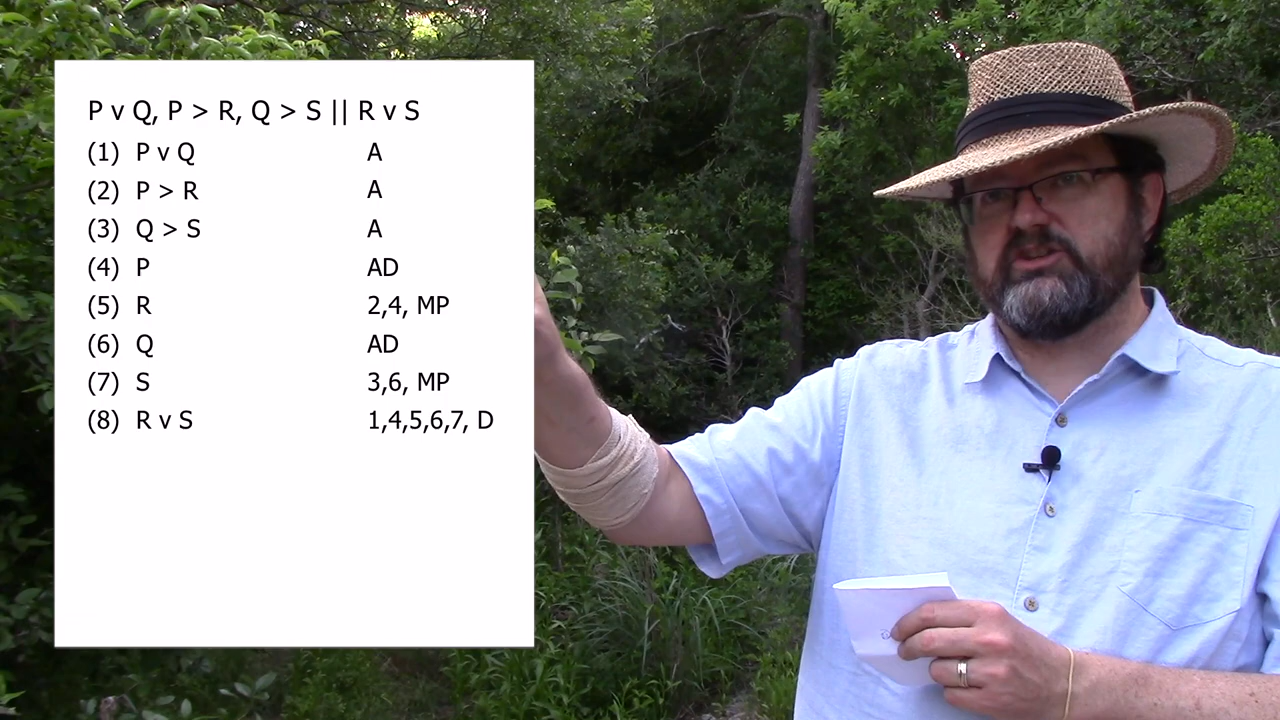 P v Q, P > R, Q > S || R v S
(1) P v Q A
(2) P > R A
(3) Q > S A
(4) P AD
(5) R 2,4, MP
(6) Q AD
(7) S 3,6, MP
(8) R v S 1,4,5,6,7, D